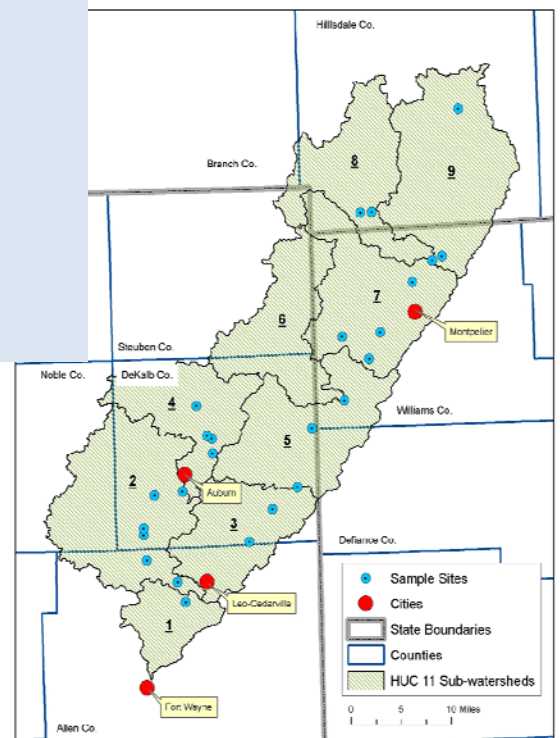 Hillsdale Co.
8
9
Branch Co.
7
6
Montpelier
Steuben Co.
Noble Co.
DeKalb Co.
4
Williams Co.
5
2
Auburn
3
Defiance Co.
Sample Sites
Cities
Leo-Cedarville
State Boundaries
1
Counties
HUC 11 Sub-watersheds
Fort Wayne
0 5 10 Miles
Allen Co.